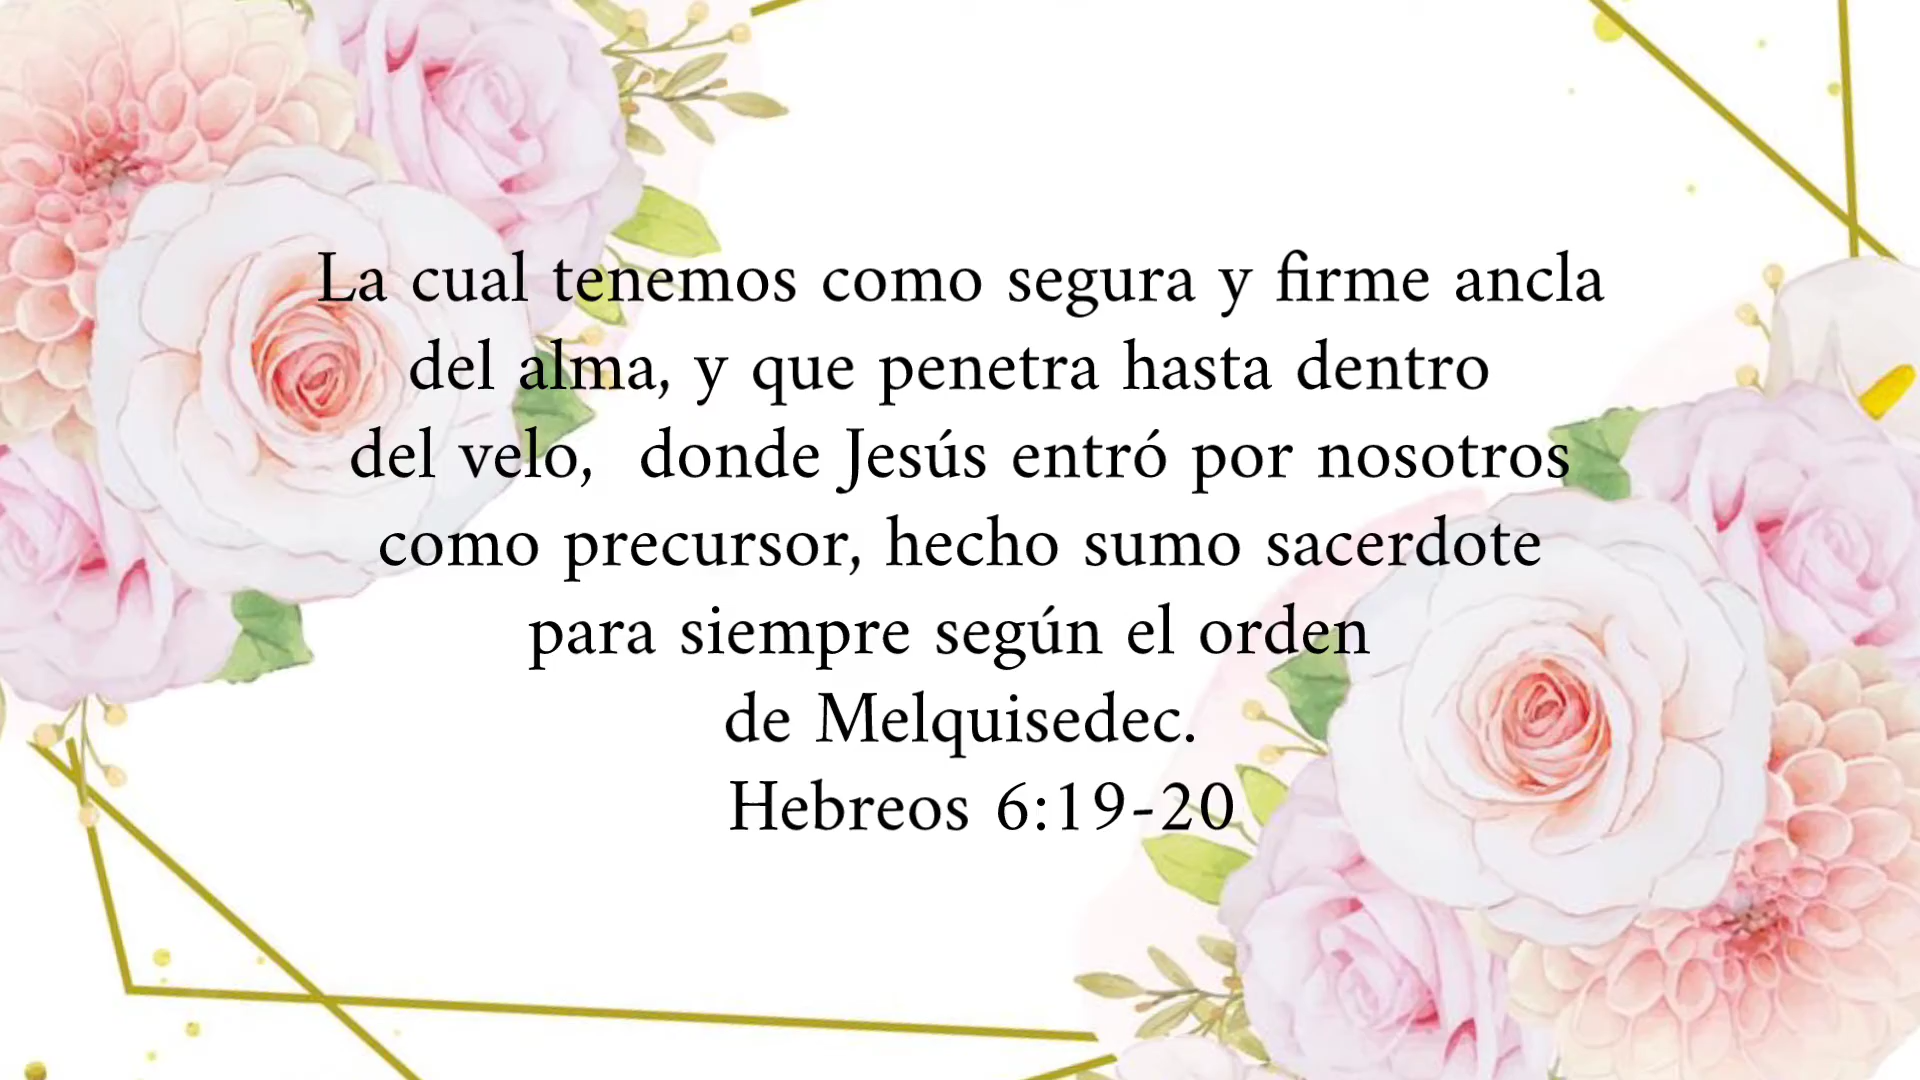 La cual tenemos como segura y firme ancla
del alma, y que penetra hasta dentro
del velo,  donde Jesús entró por nosotros
como precursor, hecho sumo sacerdote
para siempre según el orden
de Melquisedec.
Hebreos 6:19-20